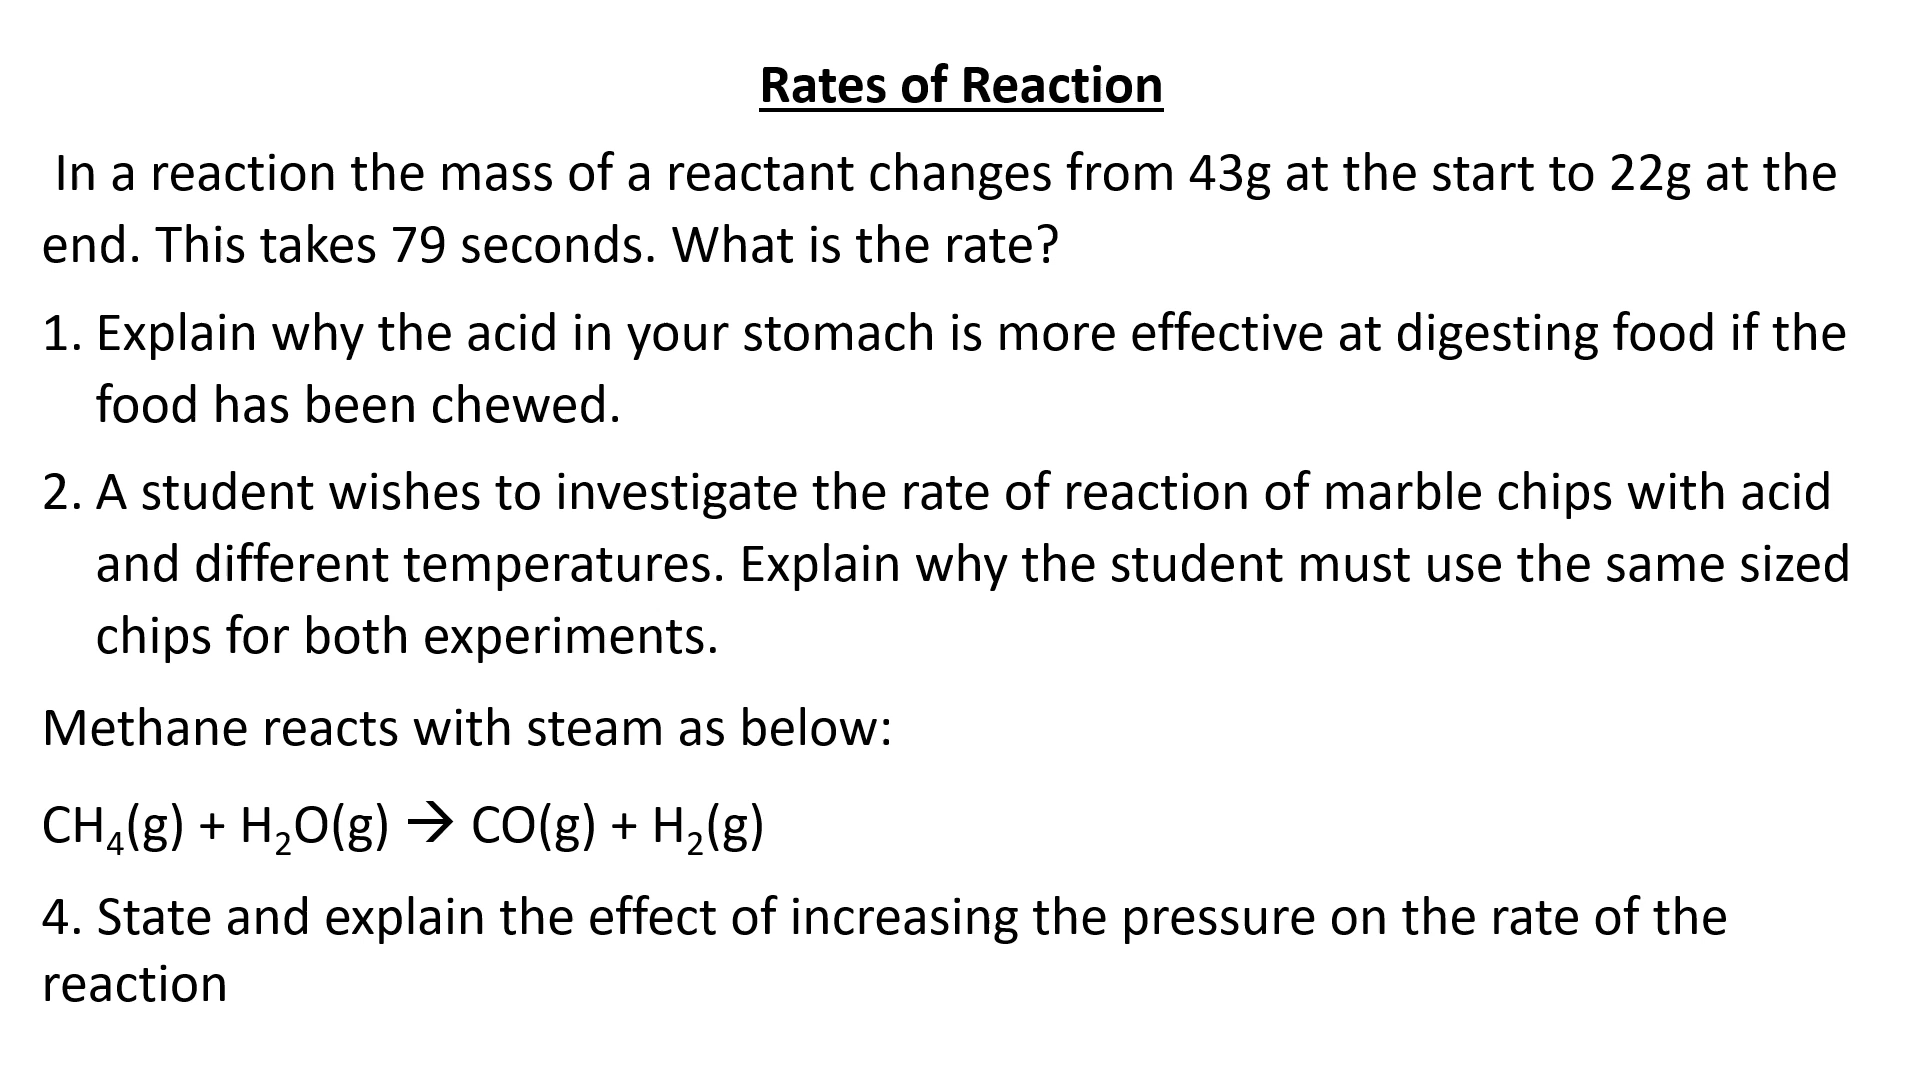 Rates of Reaction
In a reaction the mass of a reactant changes from 43g at the start to 22g at the
end. This takes 79 seconds. What is the rate?
1. Explain why the acid in your stomach is more effective at digesting food if the
food has been chewed.
2. A student wishes to investigate the rate of reaction of marble chips with acid
and different temperatures. Explain why the student must use the same sized
chips for both experiments.
Methane reacts with steam as below:
CH₄(g) + H₂O(g) → CO(g) + H₂(g)
4. State and explain the effect of increasing the pressure on the rate of the
reaction